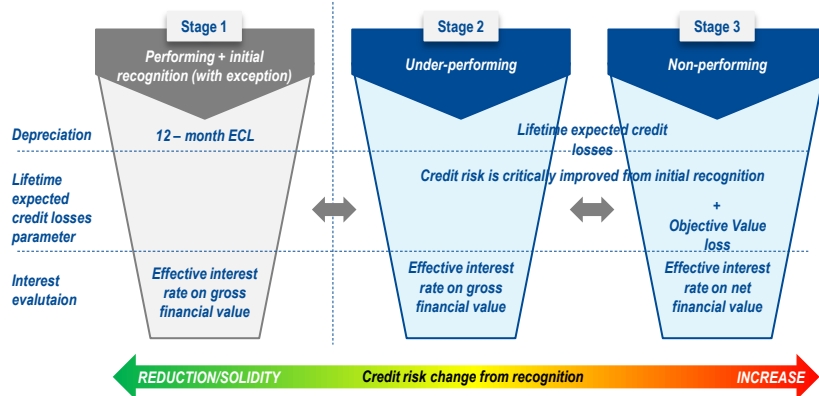 Stage 1
Stage 2
Stage 3
Performing + initial
recognition (with exception)
Under-performing
Non-performing
Depreciation
12 – month ECL
Lifetime expected credit
losses
Lifetime
expected
credit losses
parameter
Credit risk is critically improved from initial recognition
+
Objective Value
loss
Interest
evalutaion
Effective interest
rate on gross
financial value
Effective interest
rate on gross
financial value
Effective interest
rate on net
financial value
REDUCTION/SOLIDITY
Credit risk change from recognition
INCREASE